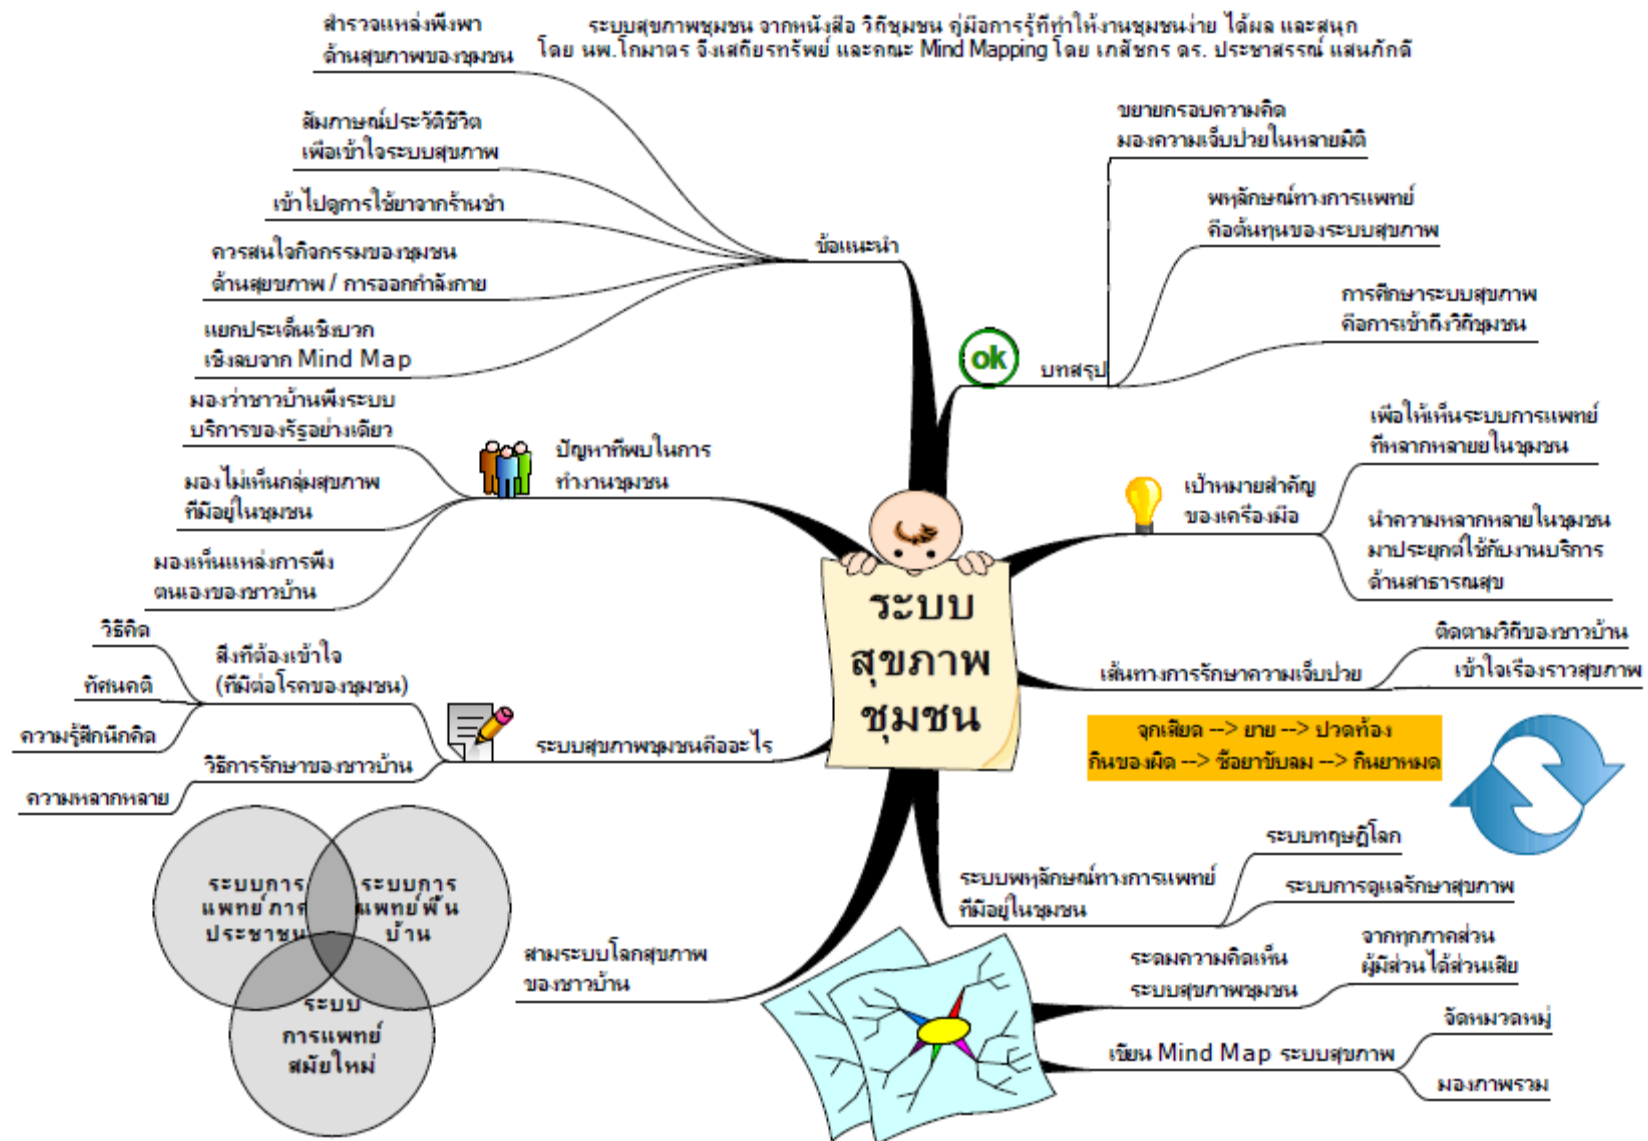 ระบบสุขภาพชุมชน จากหนังสือ วิถีชุมชน คู่มือการรู้ที่ทำให้งานชุมชนง่าย ได้ผล และสนุก
โดย นพ.โกมาตร จึงเสถียรทรัพย์ และคณะ Mind Mapping โดย เภสัชกร ดร. ประชาสรรณ์ แสนภักดี
สำรวจแหล่งพึ่งพา
ด้านสุขภาพของชุมชน
สัมภาษณ์ประวัติชีวิต
เพื่อเข้าใจระบบสุขภาพ
เข้าไปดูการใช้ยาจากร้านชำ
ควรสนใจกิจกรรมของชุมชน
ด้านสุยขภาพ / การออกกำลังกาย
แยกประเด็นเชิงบวก
เชิงลบจาก Mind Map
ข้อแนะนำ
มองว่าชาวบ้านพึ่งระบบ
บริการของรัฐอย่างเดียว
มองไม่เห็นกลุ่มสุขภาพ
ที่มีอยู่ในชุมชน
มองเห็นแหล่งการพึ่ง
ตนเองของชาวบ้าน
ปัญหาที่พบในการ
ทำงานชุมชน
วิธีคิด
ทัศนคติ
ความรู้สึกนึกคิด
สิ่งที่ต้องเข้าใจ
(ที่มีต่อโรคของชุมชน)
วิธีการรักษาของชาวบ้าน
ความหลากหลาย
ระบบสุขภาพชุมชนคืออะไร
ระบบการ
แพทย์ภาค
ประชาชน
ระบบการ
แพทย์พื้น
บ้าน
ระบบ
การแพทย์
สมัยใหม่
สามระบบโลกสุขภาพ
ของชาวบ้าน
ระบบ
สุขภาพ
ชุมชน
ขยายกรอบความคิด
มองความเจ็บป่วยในหลายมิติ
พหุลักษณ์ทางการแพทย์
คือต้นทุนของระบบสุขภาพ
การศึกษาระบบสุขภาพ
คือการเข้าถึงวิถีชุมชน
ok
บทสรุป
เพื่อให้เห็นระบบการแพทย์
ที่หลากหลายยในชุมชน
เป้าหมายสำคัญ
ของเครื่องมือ
นำความหลากหลายในชุมชน
มาประยุกต์ใช้กับงานบริการ
ด้านสาธารณสุข
ติดตามวิถีของชาวบ้าน
เข้าใจเรื่องราวสุขภาพ
เส้นทางการรักษาความเจ็บป่วย
จุกเสียด --> ยาย --> ปวดท้อง
กินของผิด --> ซื้อยาขับลม --> กินยาหมด
ระบบทฤษฎีโลก
ระบบการดูแลรักษาสุขภาพ
ระบบพหุลักษณ์ทางการแพทย์
ที่มีอยู่ในชุมชน
จากทุกภาคส่วน
ผู้มีส่วนได้ส่วนเสีย
ระดมความคิดเห็น
ระบบสุขภาพชุมชน
จัดหมวดหมู่
เขียน Mind Map ระบบสุขภาพ
มองภาพรวม